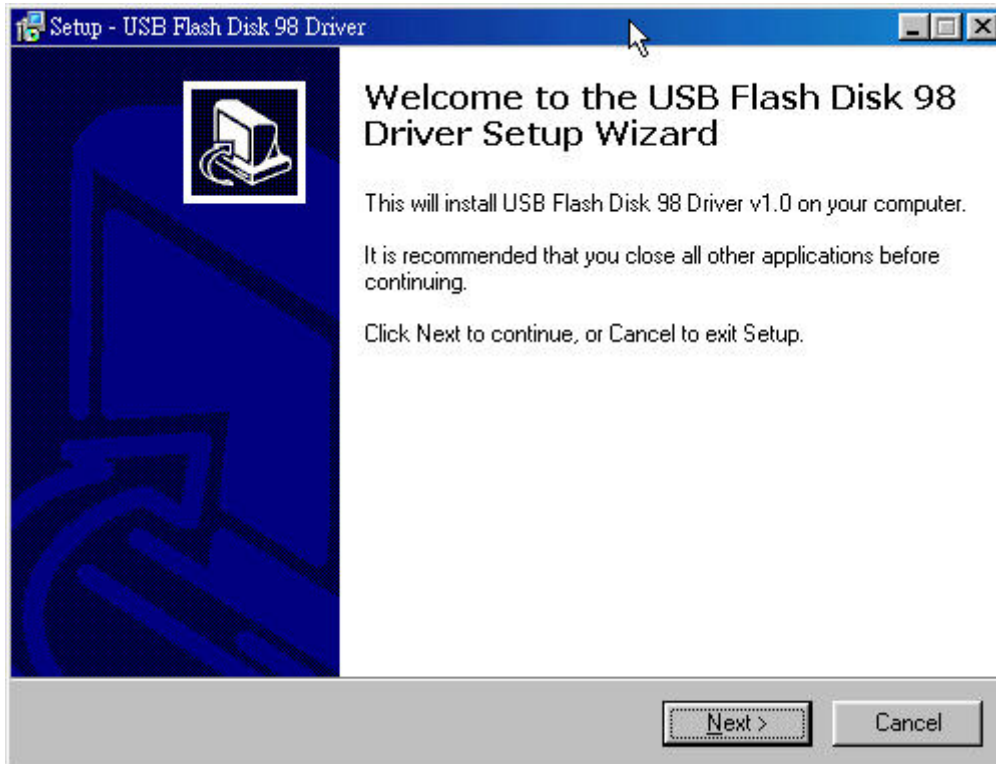 Setup - USB Flash Disk 98 Driver
Welcome to the USB Flash Disk 98
Driver Setup Wizard
This will install USB Flash Disk 98 Driver v1.0 on your computer.
It is recommended that you close all other applications before
continuing.
Click Next to continue, or Cancel to exit Setup.
Next >
Cancel